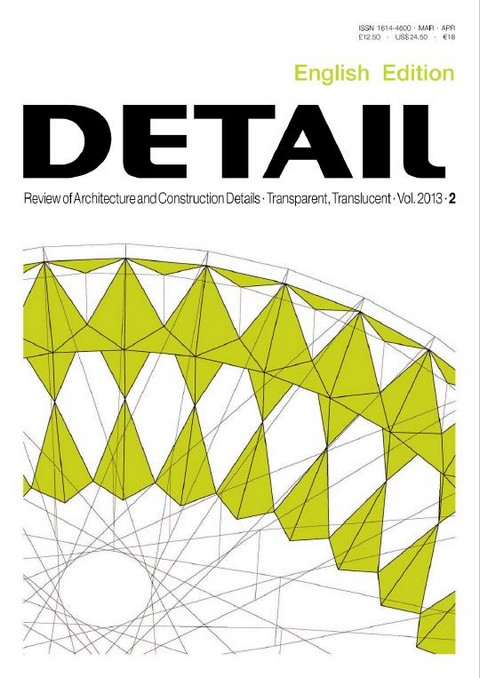 ISSN 1614-4600 · MAR · APR
£12.50 · US$24.50 · €18
English Edition
DETAIL
Review of Architecture and Construction Details · Transparent, Translucent · Vol. 2013 · 2